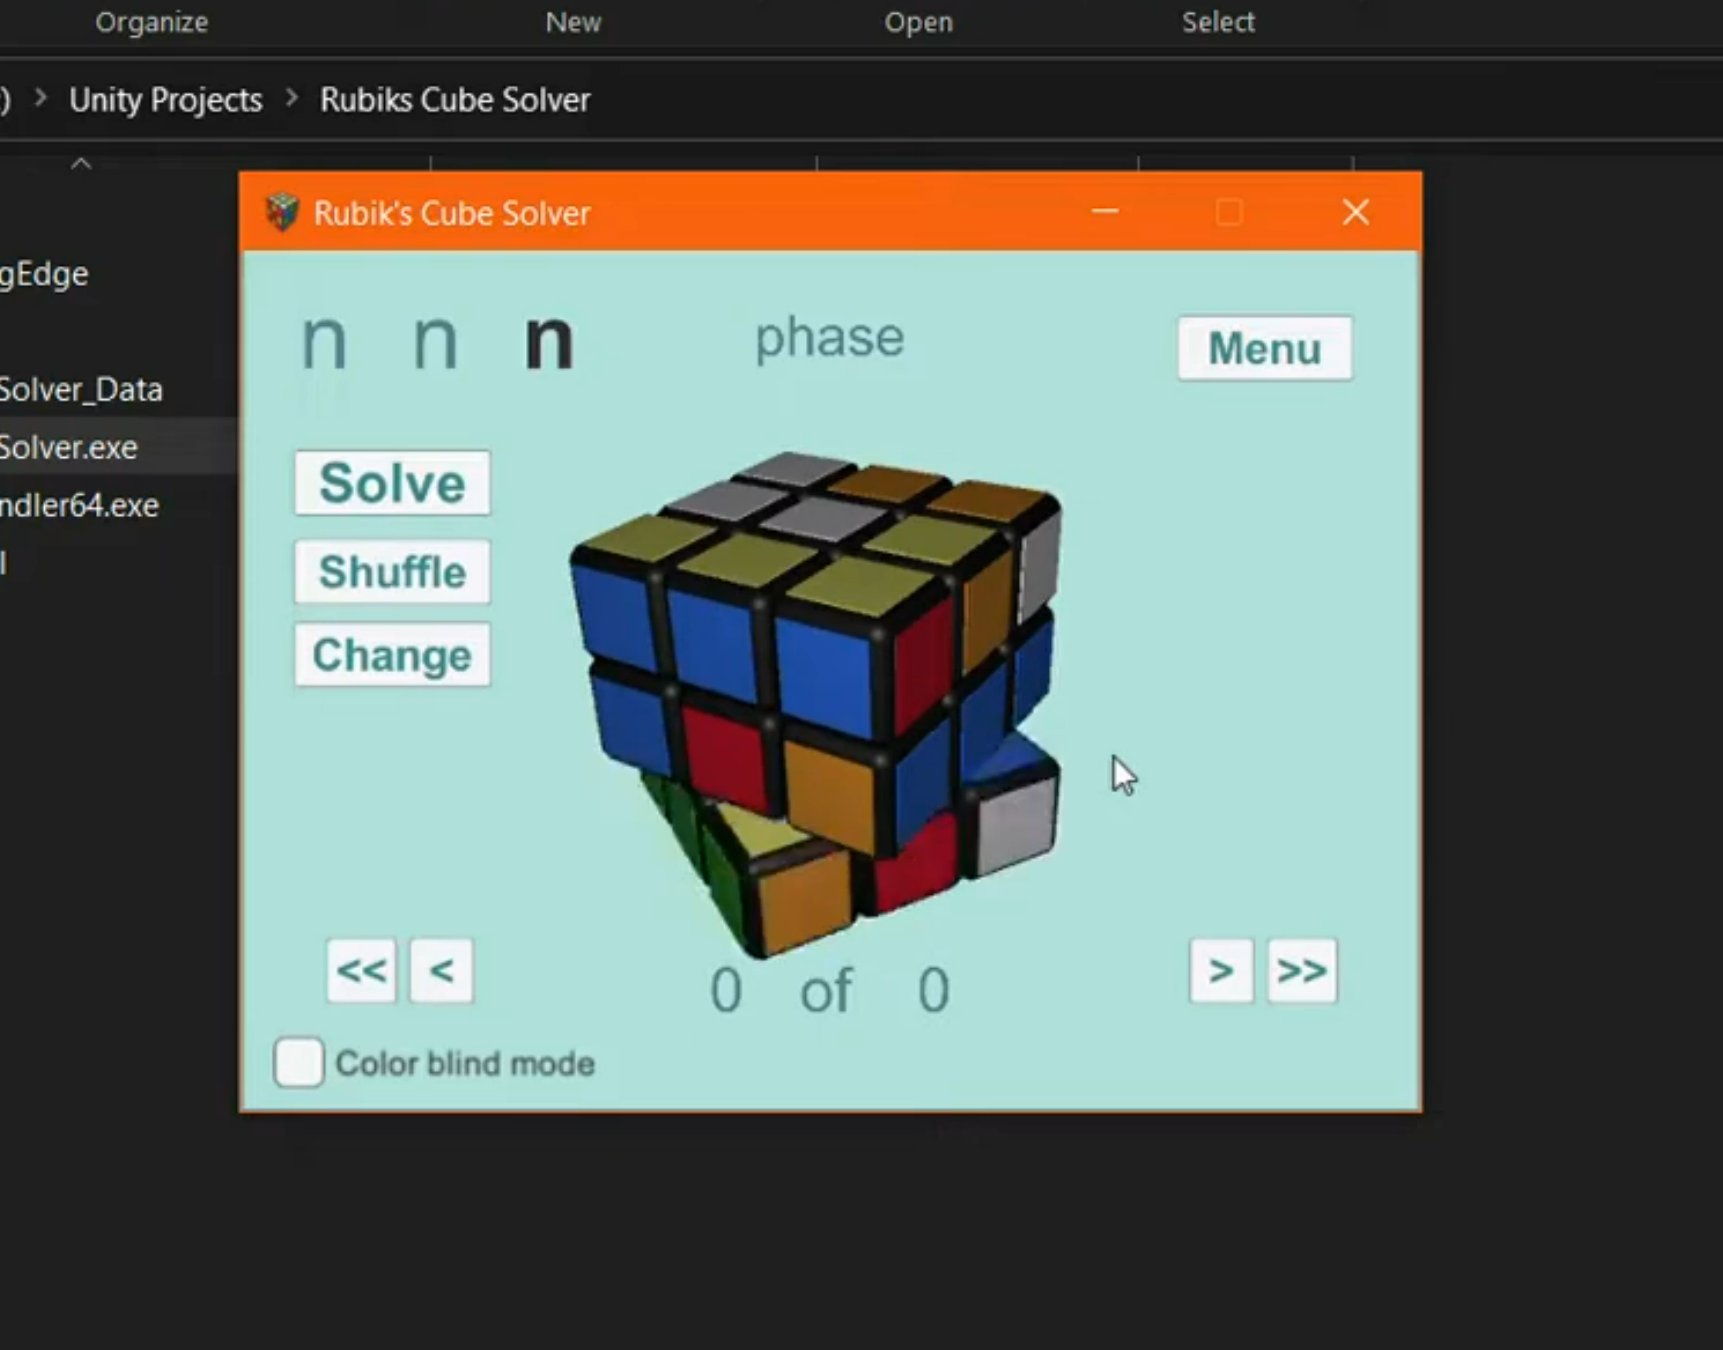 Organize New Open Select
) > Unity Projects > Rubiks Cube Solver
Rubik's Cube Solver
gEdge
n n n phase Menu
Solver_Data
Solver.exe
Solve
ndler64.exe
Shuffle
l
Change
<< < 0 of 0 > >>
Color blind mode